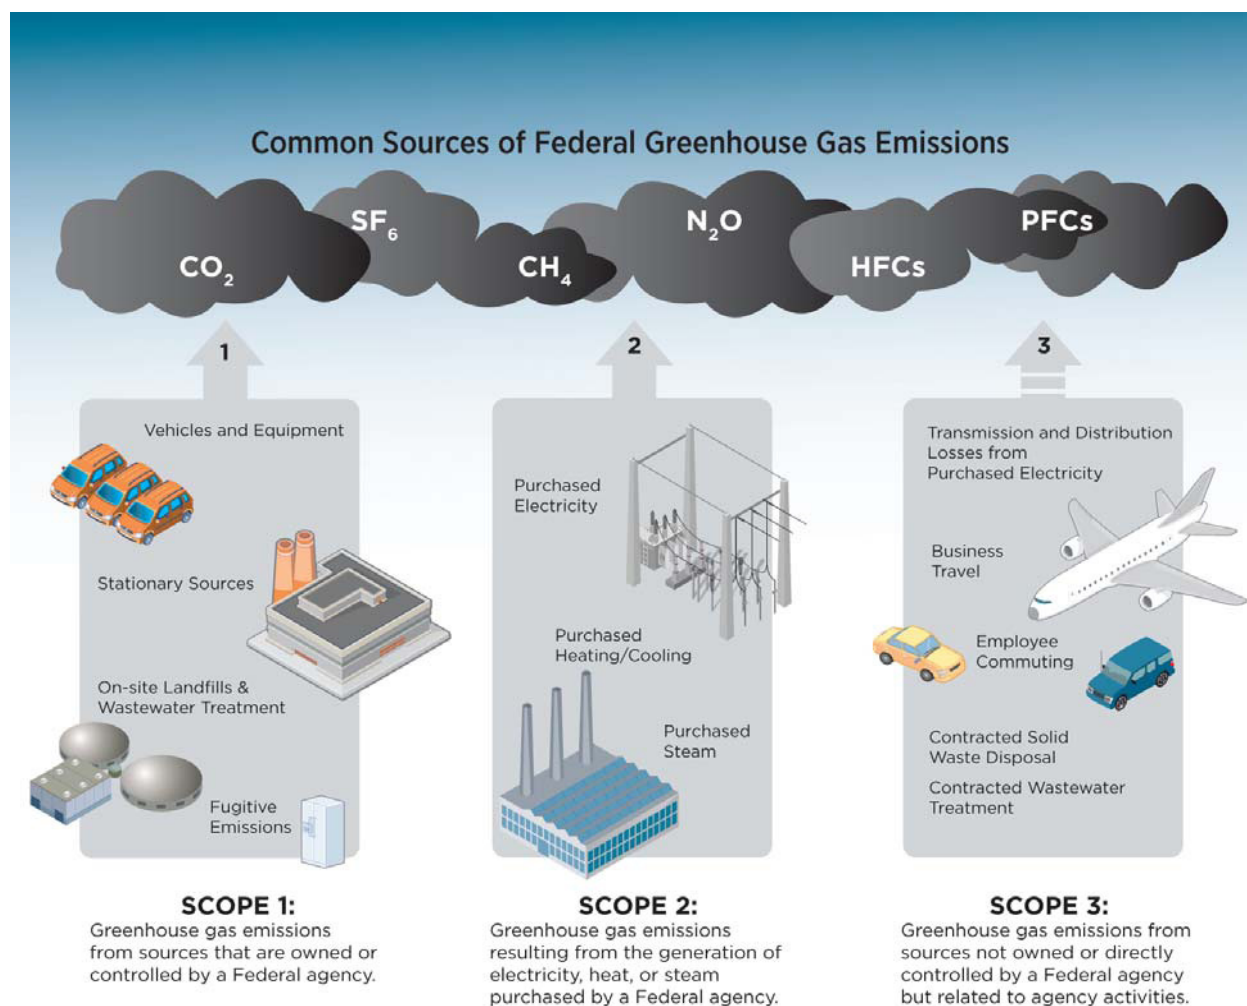 Common Sources of Federal Greenhouse Gas Emissions
CO₂
SF₆
CH₄
N₂O
HFCs
PFCs
1
Vehicles and Equipment
Stationary Sources
On-site Landfills &
Wastewater Treatment
Fugitive
Emissions
2
Purchased
Electricity
Purchased
Heating/Cooling
Purchased
Steam
3
Transmission and Distribution
Losses from
Purchased Electricity
Business
Travel
Employee
Commuting
Contracted Solid
Waste Disposal
Contracted Wastewater
Treatment
SCOPE 1:
Greenhouse gas emissions
from sources that are owned or
controlled by a Federal agency.
SCOPE 2:
Greenhouse gas emissions
resulting from the generation of
electricity, heat, or steam
purchased by a Federal agency.
SCOPE 3:
Greenhouse gas emissions from
sources not owned or directly
controlled by a Federal agency
but related to agency activities.